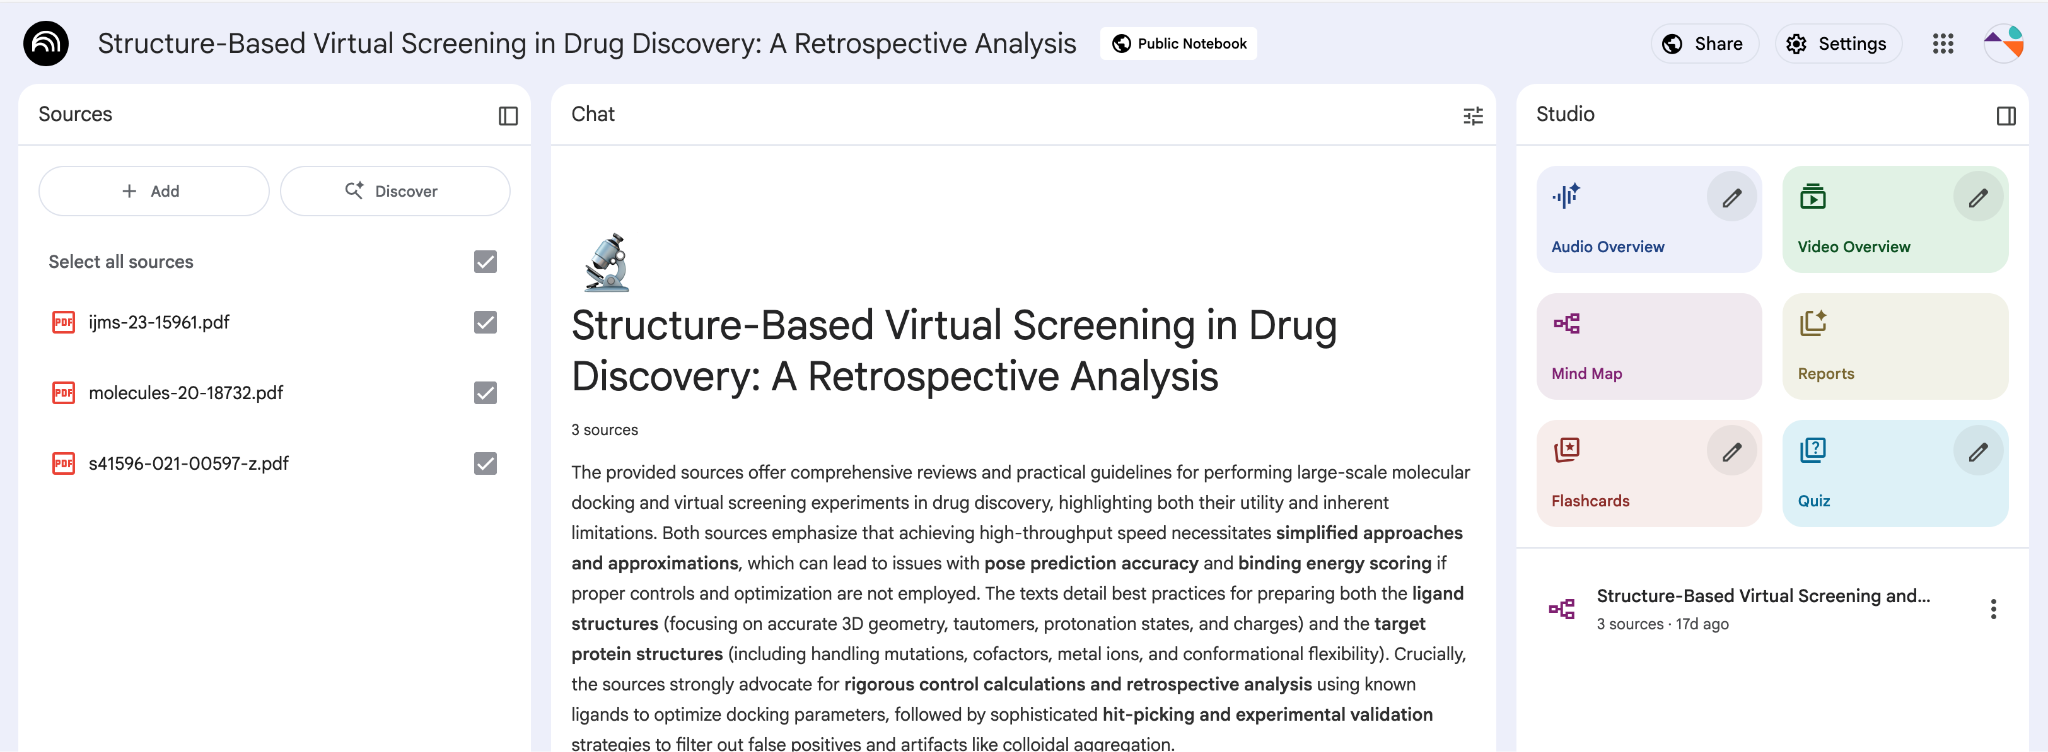 Structure-Based Virtual Screening in Drug Discovery: A Retrospective Analysis
Public Notebook
Share
Settings
Sources
Add
Discover
Select all sources
PDF ijms-23-15961.pdf
PDF molecules-20-18732.pdf
PDF s41596-021-00597-z.pdf
Chat
Structure-Based Virtual Screening in Drug
Discovery: A Retrospective Analysis
3 sources
The provided sources offer comprehensive reviews and practical guidelines for performing large-scale molecular
docking and virtual screening experiments in drug discovery, highlighting both their utility and inherent
limitations. Both sources emphasize that achieving high-throughput speed necessitates simplified approaches
and approximations, which can lead to issues with pose prediction accuracy and binding energy scoring if
proper controls and optimization are not employed. The texts detail best practices for preparing both the ligand
structures (focusing on accurate 3D geometry, tautomers, protonation states, and charges) and the target
protein structures (including handling mutations, cofactors, metal ions, and conformational flexibility). Crucially,
the sources strongly advocate for rigorous control calculations and retrospective analysis using known
ligands to optimize docking parameters, followed by sophisticated hit-picking and experimental validation
strategies to filter out false positives and artifacts like colloidal aggregation.
Studio
Audio Overview
Video Overview
Mind Map
Reports
Flashcards
Quiz
Structure-Based Virtual Screening and...
3 sources · 17d ago